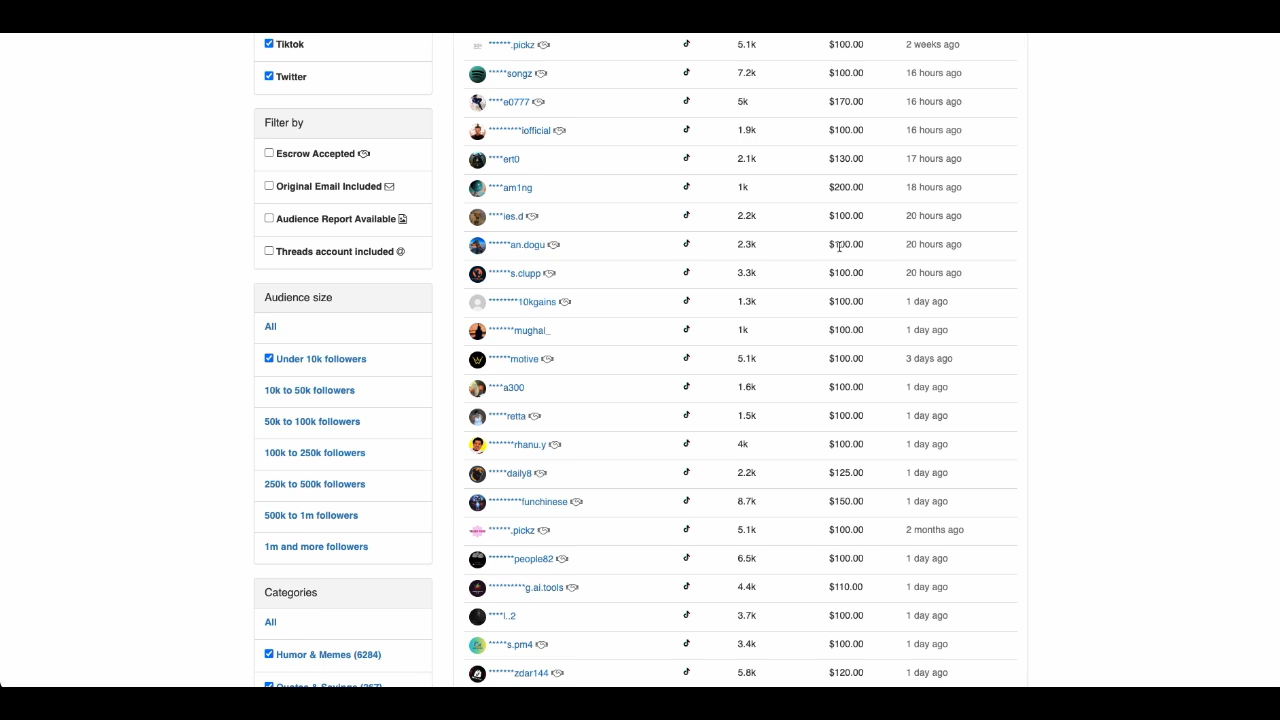 Tiktok
Twitter
Filter by
Escrow Accepted
Original Email Included
Audience Report Available
Threads account included
Audience size
All
Under 10k followers
10k to 50k followers
50k to 100k followers
100k to 250k followers
250k to 500k followers
500k to 1m followers
1m and more followers
Categories
All
Humor & Memes (6284)
Quotes & Sayings (267)
******.pickz 5.1k $100.00 2 weeks ago
*****songz 7.2k $100.00 16 hours ago
****e0777 5k $170.00 16 hours ago
*********iofficial 1.9k $100.00 16 hours ago
****ert0 2.1k $130.00 17 hours ago
****am1ng 1k $200.00 18 hours ago
****ies.d 2.2k $100.00 20 hours ago
******an.dogu 2.3k $100.00 20 hours ago
******s.clupp 3.3k $100.00 20 hours ago
********10kgains 1.3k $100.00 1 day ago
*******mughal_ 1k $100.00 1 day ago
******motive 5.1k $100.00 3 days ago
****a300 1.6k $100.00 1 day ago
*****retta 1.5k $100.00 1 day ago
*******rhanu.y 4k $100.00 1 day ago
*****daily8 2.2k $125.00 1 day ago
*********funchinese 8.7k $150.00 1 day ago
******.pickz 5.1k $100.00 2 months ago
*******people82 6.5k $100.00 1 day ago
**********g.ai.tools 4.4k $110.00 1 day ago
****l..2 3.7k $100.00 1 day ago
*****s.pm4 3.4k $100.00 1 day ago
*******zdar144 5.8k $120.00 1 day ago